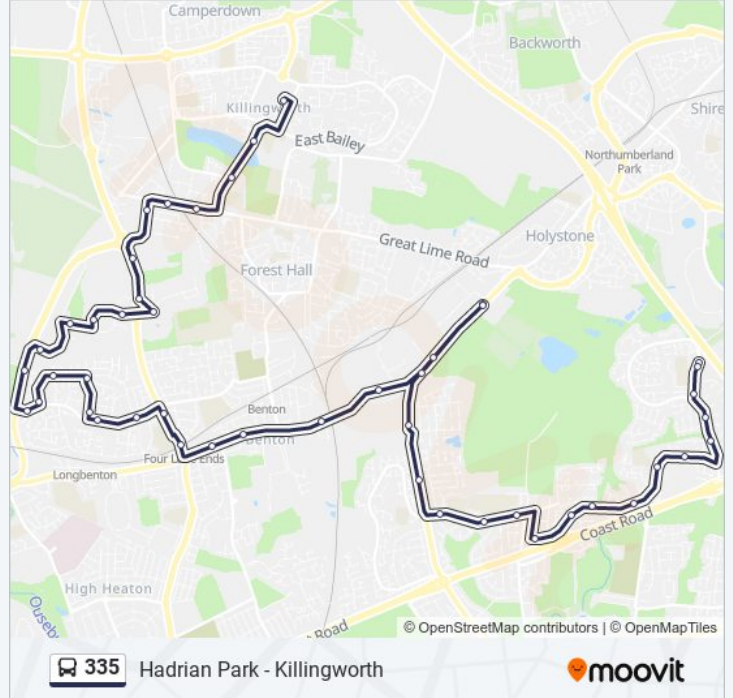 Camperdown
Backworth
Killingworth
Shire
East Bailey
Northumberland
Park
Great Lime Road
Holystone
Forest Hall
Benton
Benton
Four Lane Ends
Longbenton
Coast Road
High Heaton
Ouseb
Road
© OpenStreetMap contributors | © OpenMapTiles
335 Hadrian Park - Killingworth
moovit